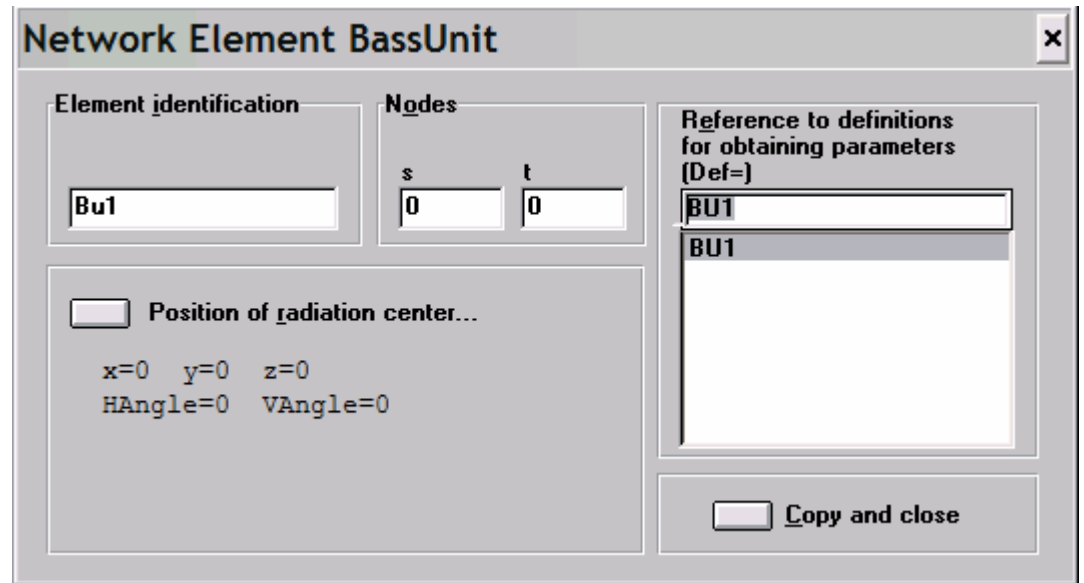 Network Element BassUnit
Element identification
Bu1
Nodes
s t
0 0
Reference to definitions
for obtaining parameters
(Def=)
BU1
BU1
Position of radiation center...
x=0 y=0 z=0
HAngle=0 VAngle=0
Copy and close